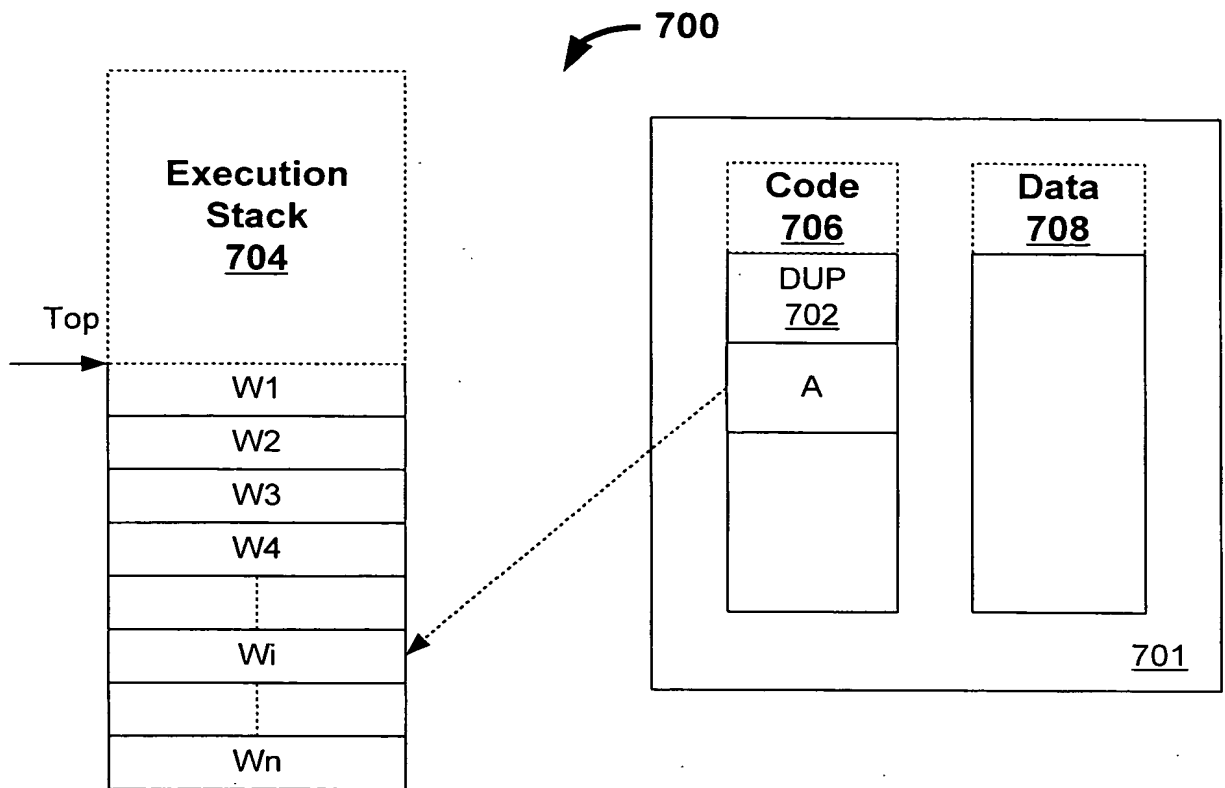 700
Execution
Stack
704
Top
W1
W2
W3
W4
Wi
Wn
Code
706
DUP
702
A
Data
708
701